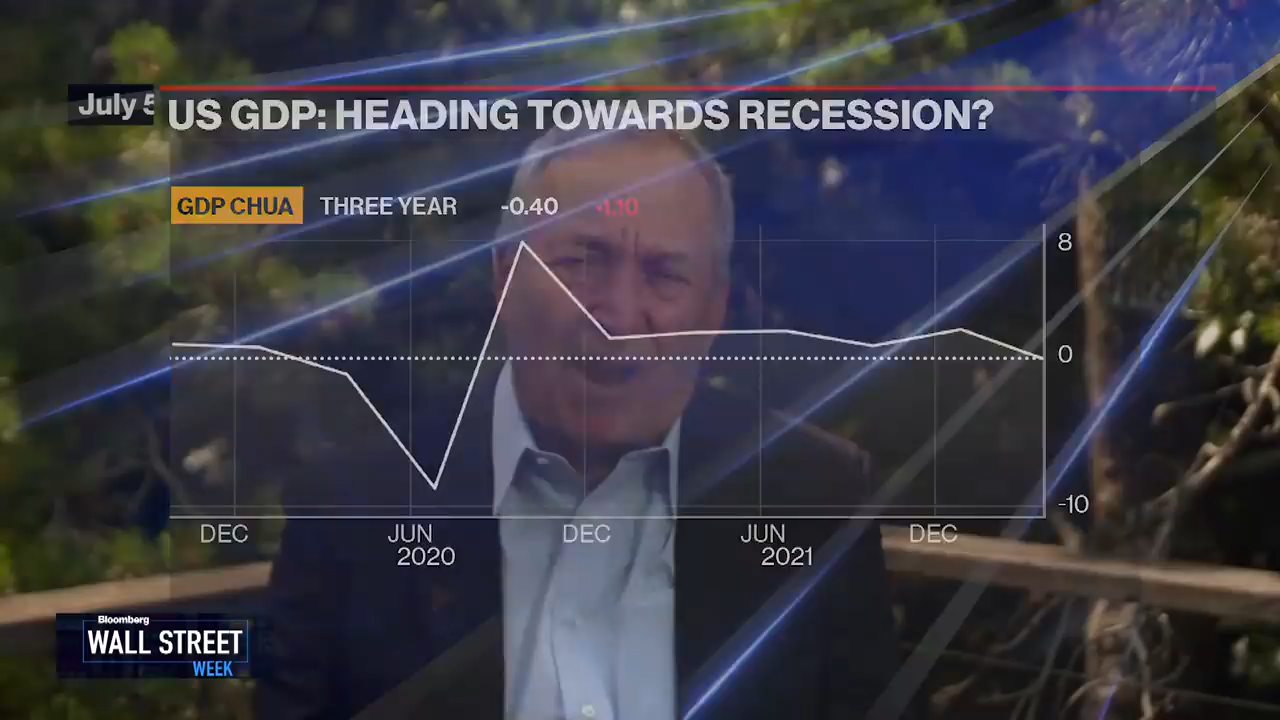 July 5
US GDP: HEADING TOWARDS RECESSION?
GDP CHUA THREE YEAR -0.40 -1.10
8
0
-10
DEC JUN DEC JUN DEC
2020 2021
Bloomberg
WALL STREET
WEEK